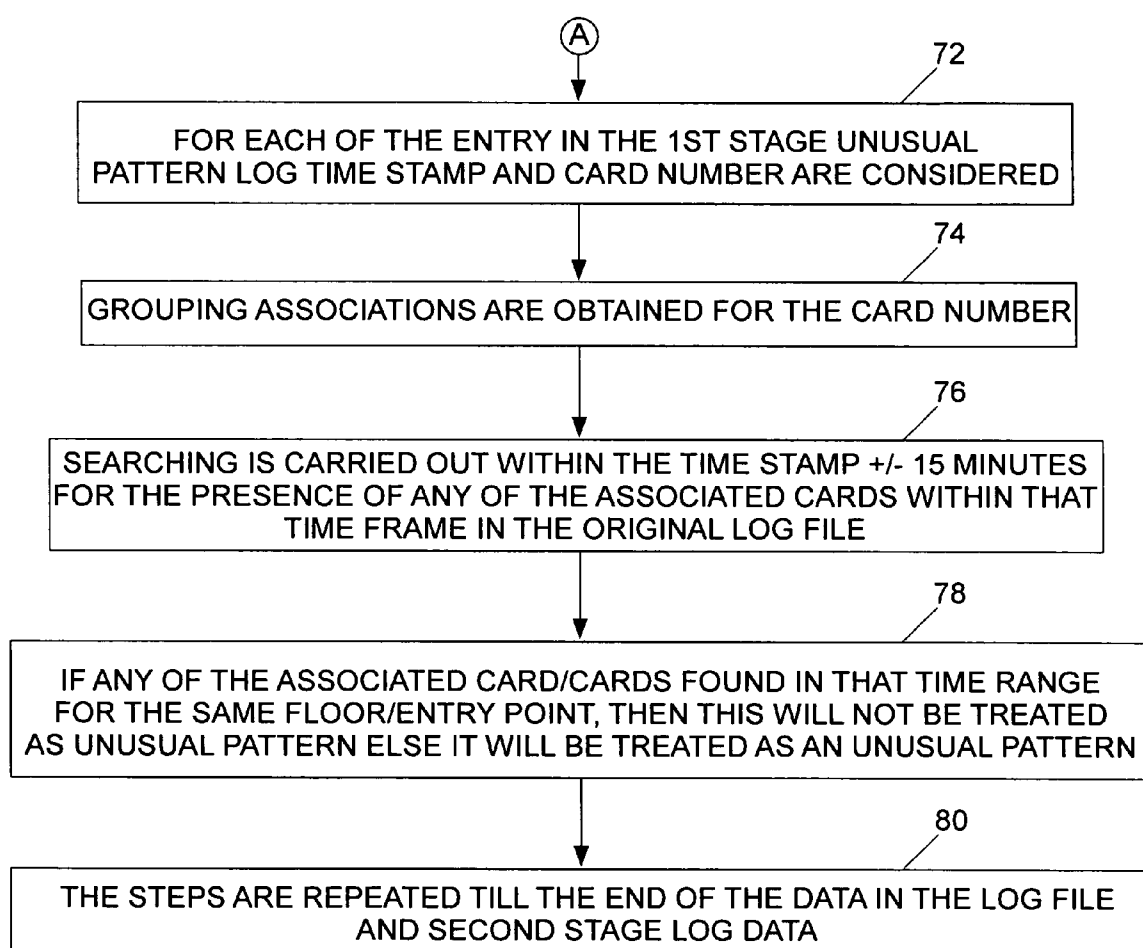 A
72
FOR EACH OF THE ENTRY IN THE 1ST STAGE UNUSUAL
PATTERN LOG TIME STAMP AND CARD NUMBER ARE CONSIDERED
74
GROUPING ASSOCIATIONS ARE OBTAINED FOR THE CARD NUMBER
76
SEARCHING IS CARRIED OUT WITHIN THE TIME STAMP +/- 15 MINUTES
FOR THE PRESENCE OF ANY OF THE ASSOCIATED CARDS WITHIN THAT
TIME FRAME IN THE ORIGINAL LOG FILE
78
IF ANY OF THE ASSOCIATED CARD/CARDS FOUND IN THAT TIME RANGE
FOR THE SAME FLOOR/ENTRY POINT, THEN THIS WILL NOT BE TREATED
AS UNUSUAL PATTERN ELSE IT WILL BE TREATED AS AN UNUSUAL PATTERN
80
THE STEPS ARE REPEATED TILL THE END OF THE DATA IN THE LOG FILE
AND SECOND STAGE LOG DATA